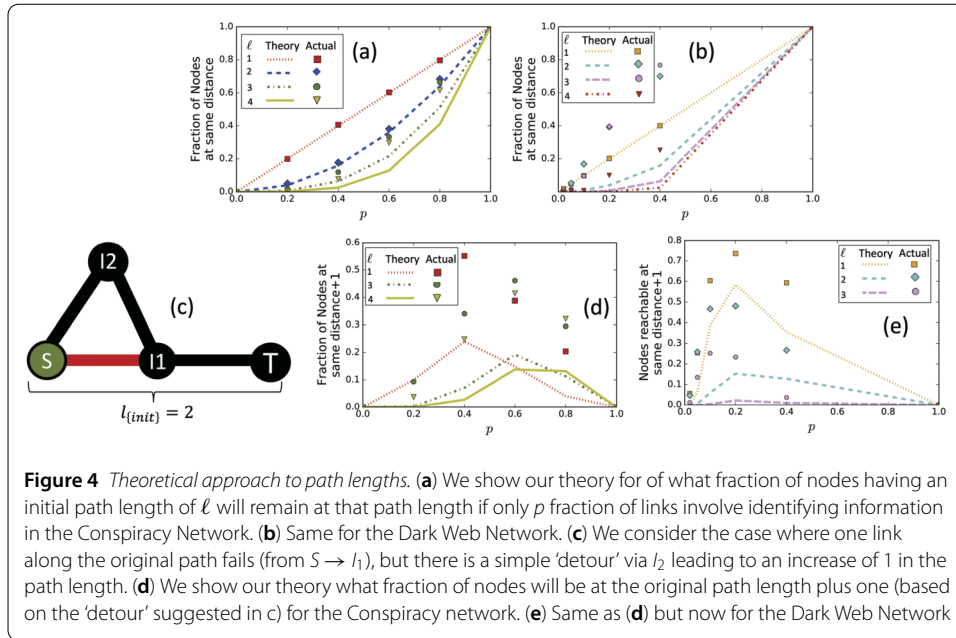 (a)
ℓ Theory Actual
1
2
3
4
Fraction of Nodes
at same distance
1.0
0.8
0.6
0.4
0.2
0.0
0.0 0.2 0.4 0.6 0.8 1.0
p
(b)
ℓ Theory Actual
1
2
3
4
Fraction of Nodes
at same distance
1.0
0.8
0.6
0.4
0.2
0.0
0.0 0.2 0.4 0.6 0.8 1.0
p
I2
(c)
S I1 T
l{init} = 2
(d)
ℓ Theory Actual
1
3
4
Fraction of Nodes at
same distance+1
0.6
0.5
0.4
0.3
0.2
0.1
0.0
0.0 0.2 0.4 0.6 0.8 1.0
p
ℓ Theory Actual
1
2
3
(e)
Nodes reachable at
same distance+1
0.8
0.7
0.6
0.5
0.4
0.3
0.2
0.1
0.0
0.0 0.2 0.4 0.6 0.8 1.0
p
Figure 4 Theoretical approach to path lengths. (a) We show our theory for of what fraction of nodes having an
initial path length of ℓ will remain at that path length if only p fraction of links involve identifying information
in the Conspiracy Network. (b) Same for the Dark Web Network. (c) We consider the case where one link
along the original path fails (from S → I1), but there is a simple ‘detour’ via I2 leading to an increase of 1 in the
path length. (d) We show our theory what fraction of nodes will be at the original path length plus one (based
on the ‘detour’ suggested in c) for the Conspiracy network. (e) Same as (d) but now for the Dark Web Network